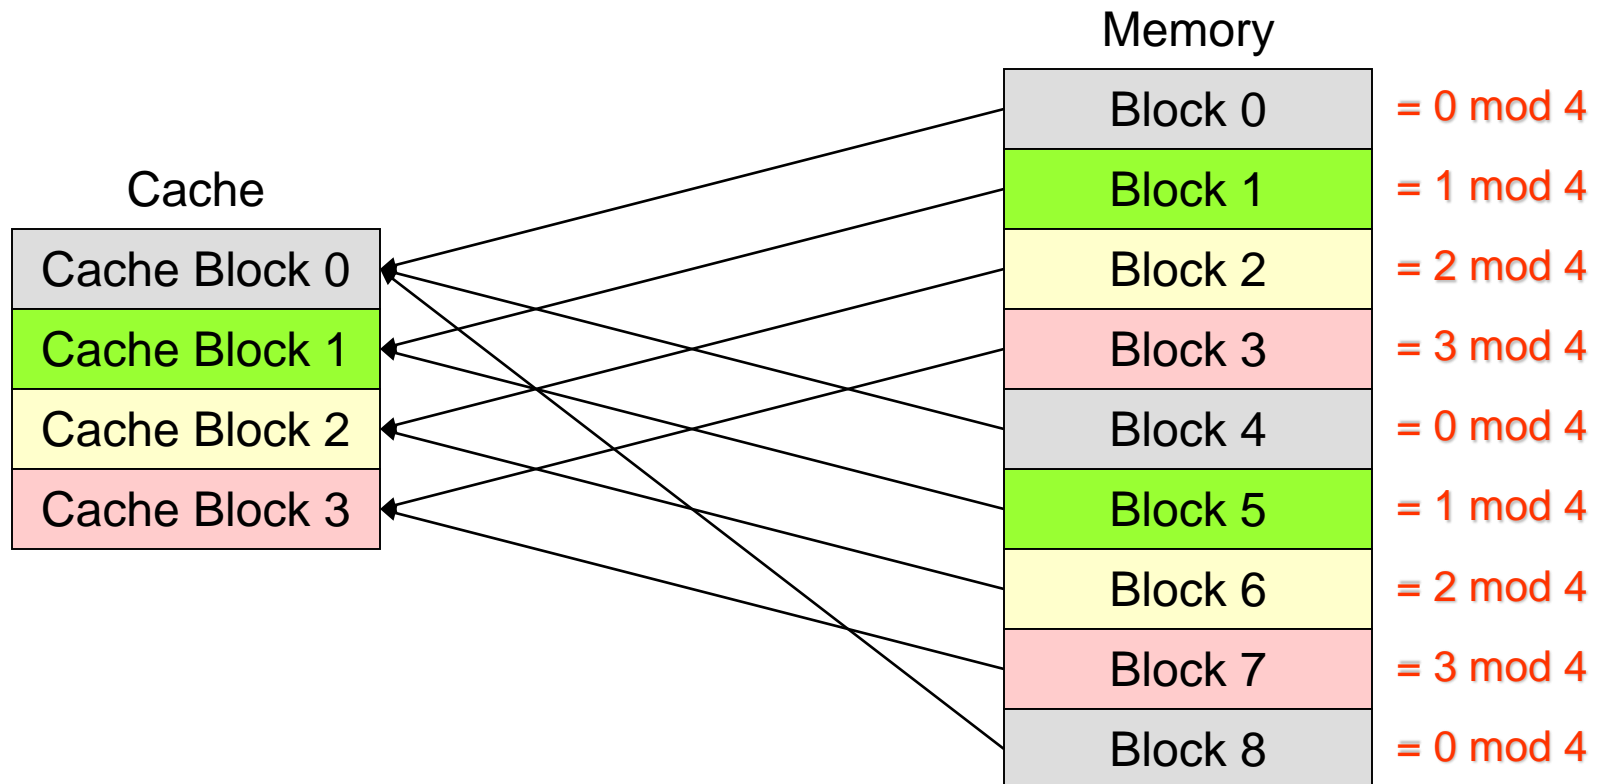 Memory
Block 0 = 0 mod 4
Cache Block 1 = 1 mod 4
Cache Block 0 Block 2 = 2 mod 4
Cache Block 1 Block 3 = 3 mod 4
Cache Block 2 Block 4 = 0 mod 4
Cache Block 3 Block 5 = 1 mod 4
Block 6 = 2 mod 4
Block 7 = 3 mod 4
Block 8 = 0 mod 4